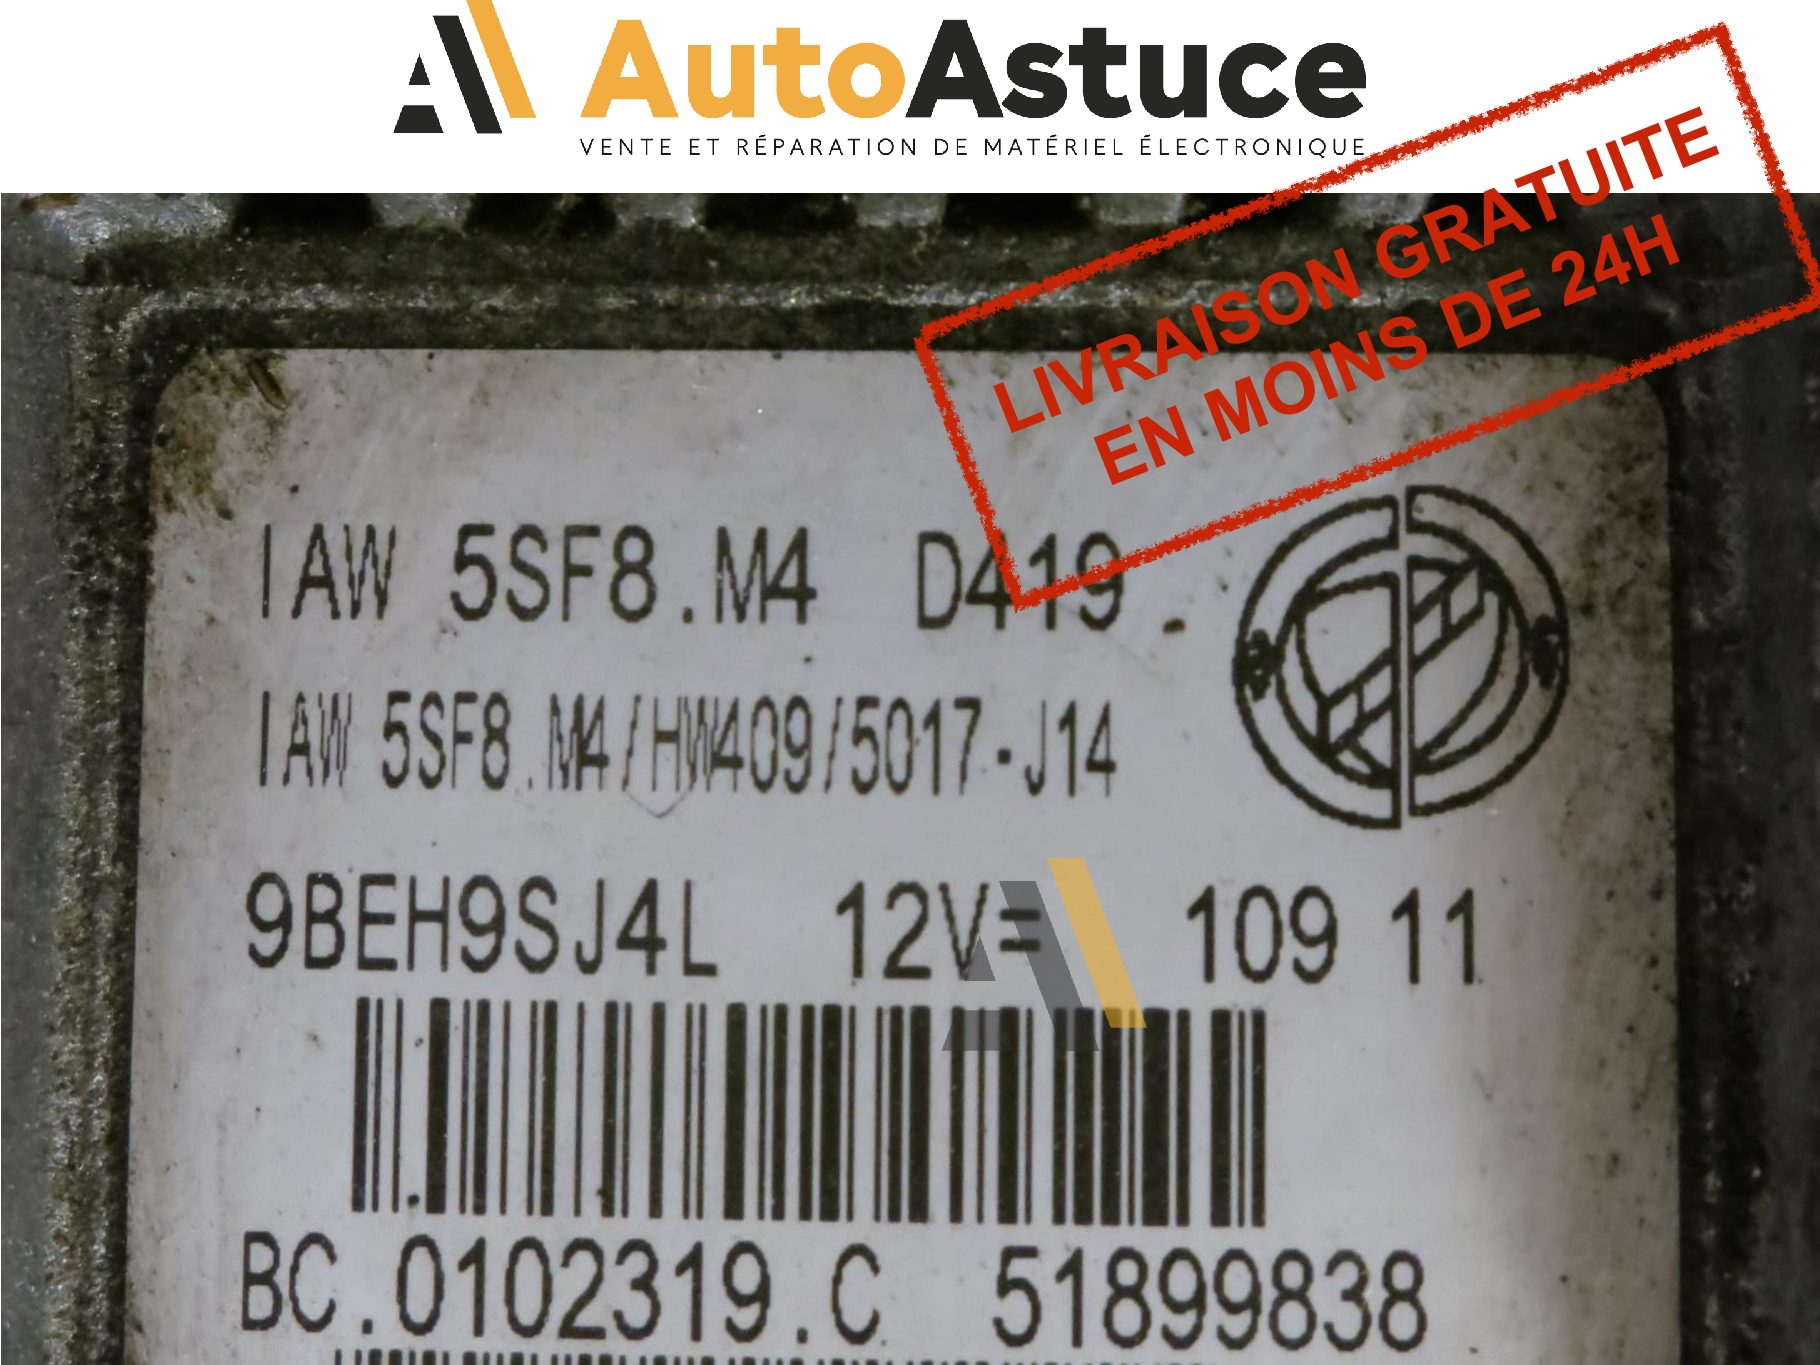 AutoAstuce
VENTE ET RÉPARATION DE MATÉRIEL ÉLECTRONIQUE
LIVRAISON GRATUITE
EN MOINS DE 24H
IAW 5SF8.M4 D419
IAW 5SF8.M4/HW409/5017-J14
9BEH9SJ4L 12V= 109 11
BC.0102319.C 51899838